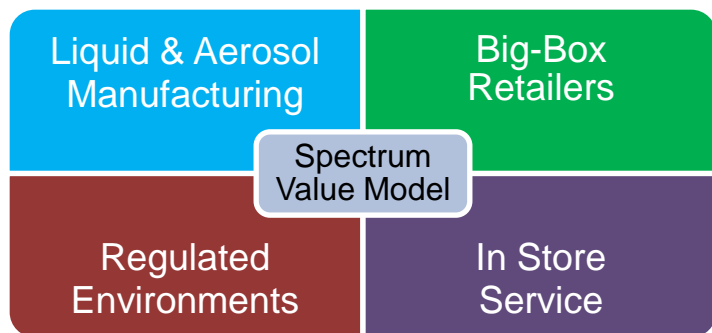 Liquid & Aerosol
Manufacturing
Big-Box
Retailers
Spectrum
Value Model
Regulated
Environments
In Store
Service